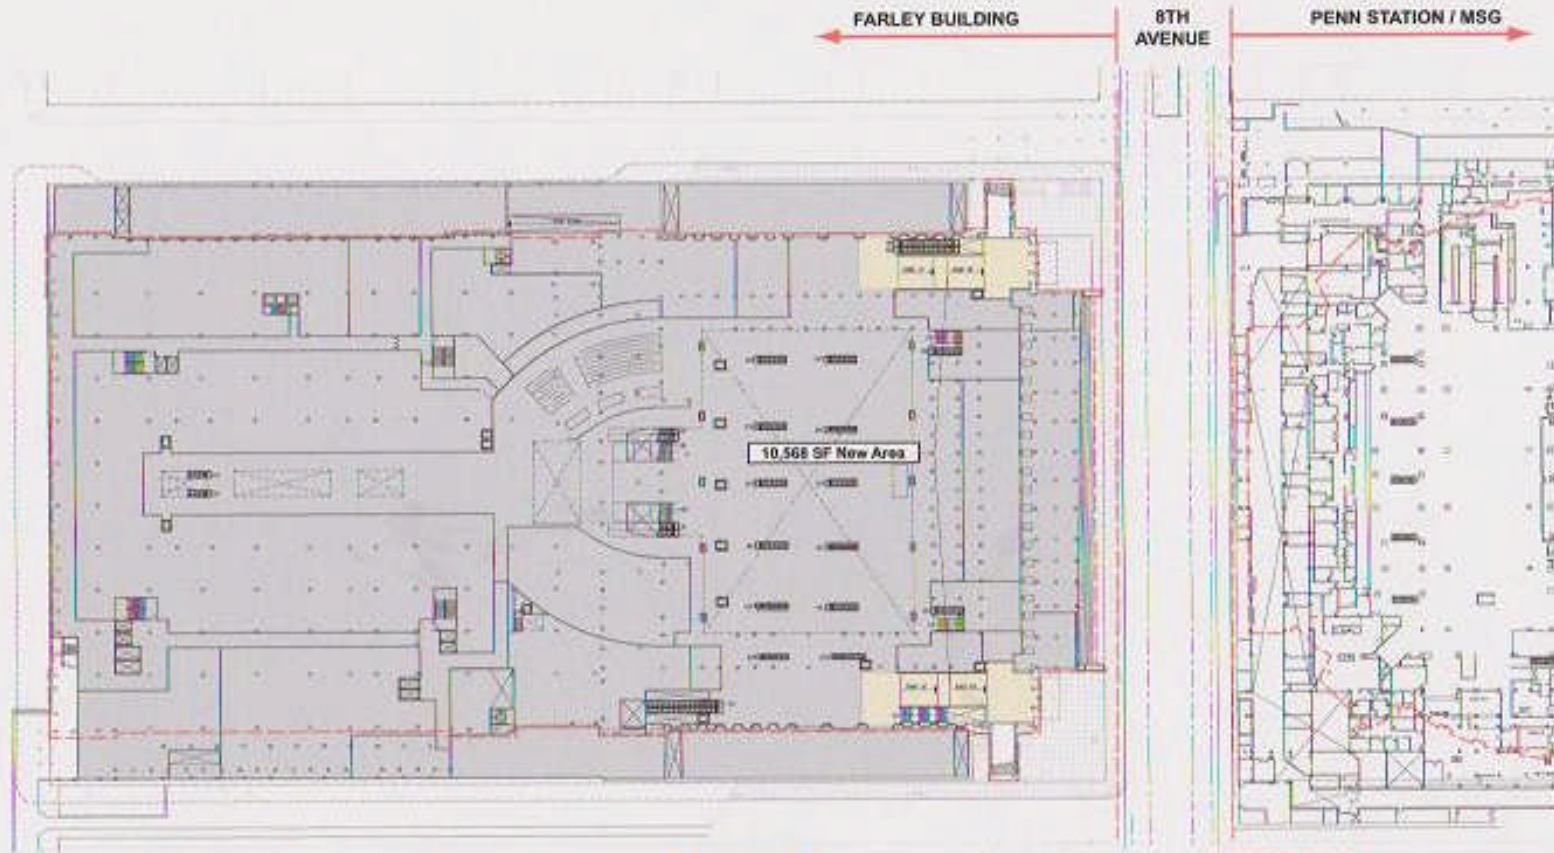 FARLEY BUILDING
8TH
AVENUE
PENN STATION / MSG
10,568 SF New Area